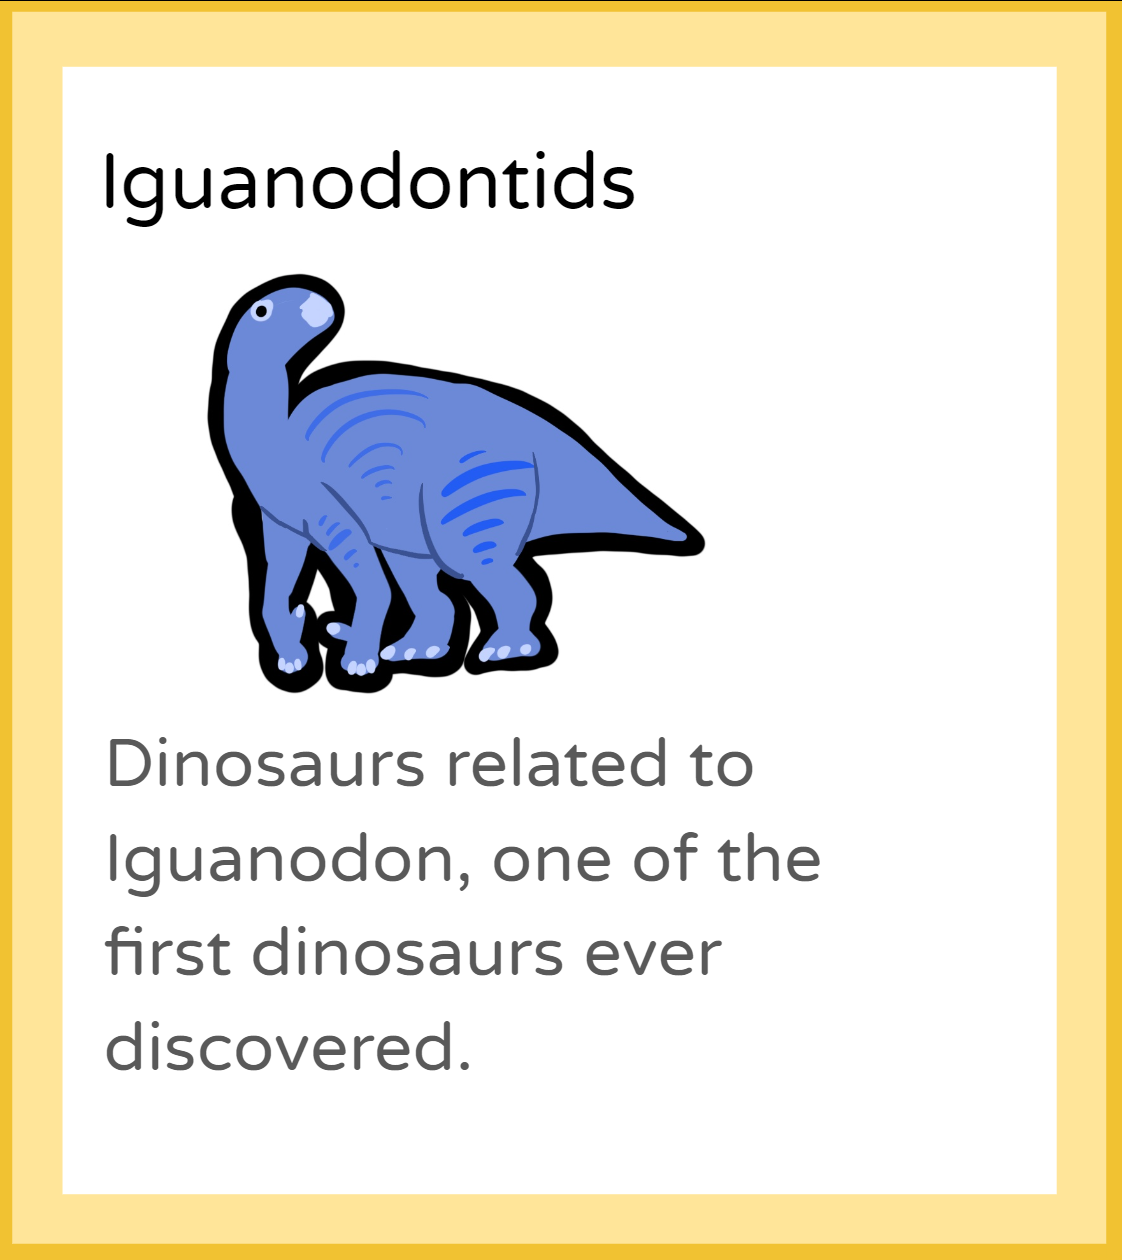 Iguanodontids
Dinosaurs related to
Iguanodon, one of the
first dinosaurs ever
discovered.